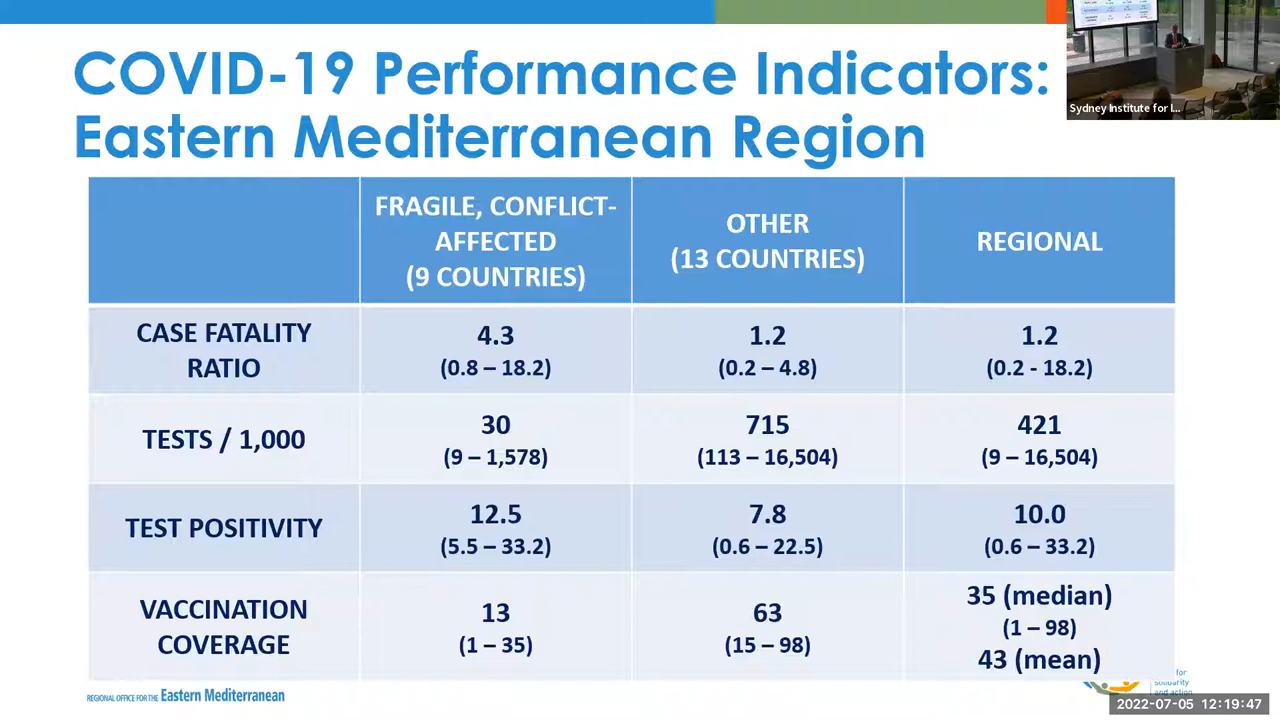 COVID-19 Performance Indicators:
Eastern Mediterranean Region
Sydney Institute for I...
FRAGILE, CONFLICT-
AFFECTED
(9 COUNTRIES)
OTHER
(13 COUNTRIES)
REGIONAL
CASE FATALITY
RATIO
4.3
(0.8 – 18.2)
1.2
(0.2 – 4.8)
1.2
(0.2 - 18.2)
TESTS / 1,000
30
(9 – 1,578)
715
(113 – 16,504)
421
(9 – 16,504)
TEST POSITIVITY
12.5
(5.5 – 33.2)
7.8
(0.6 – 22.5)
10.0
(0.6 – 33.2)
VACCINATION
COVERAGE
13
(1 – 35)
63
(15 – 98)
35 (median)
(1 – 98)
43 (mean)
REGIONAL OFFICE FOR THE Eastern Mediterranean
for
solidarity
and action
2022-07-05 12:19:47